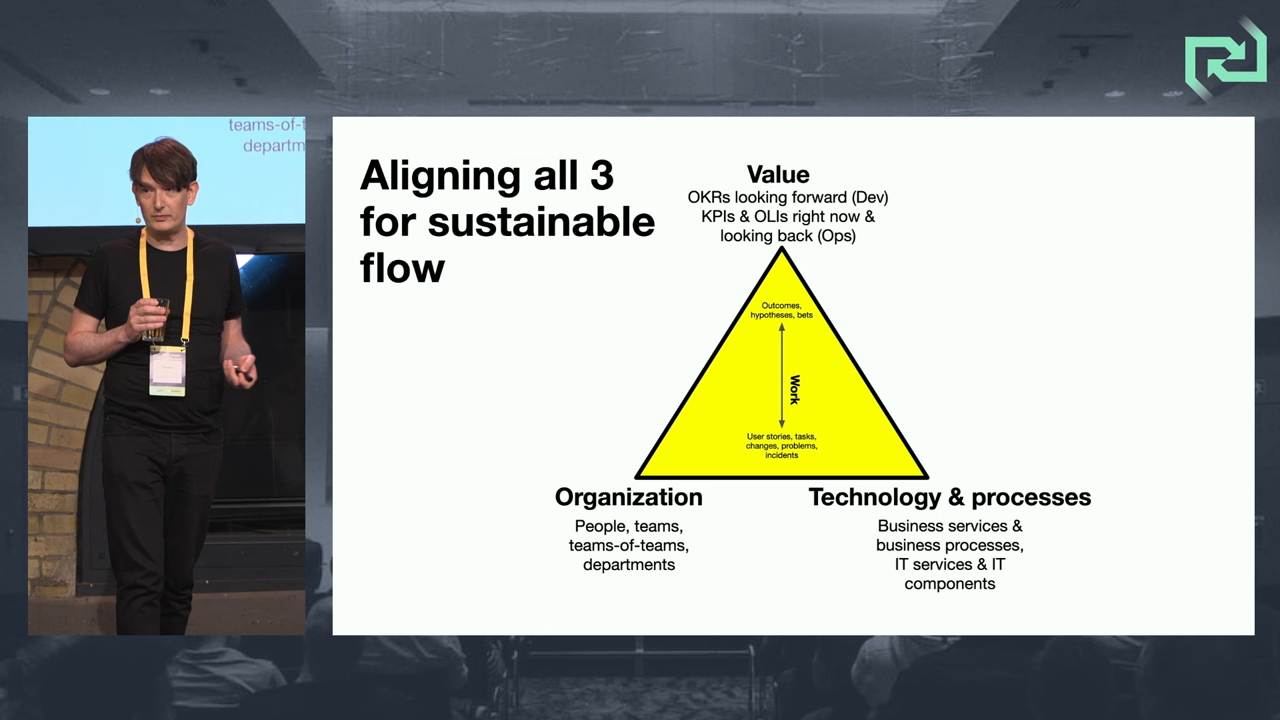 teams-of-t
departm
Aligning all 3
for sustainable
flow
Value
OKRs looking forward (Dev)
KPIs & OLIs right now &
looking back (Ops)
Outcomes,
hypotheses, bets
Work
User stories, tasks,
changes, problems,
incidents
Organization
People, teams,
teams-of-teams,
departments
Technology & processes
Business services &
business processes,
IT services & IT
components